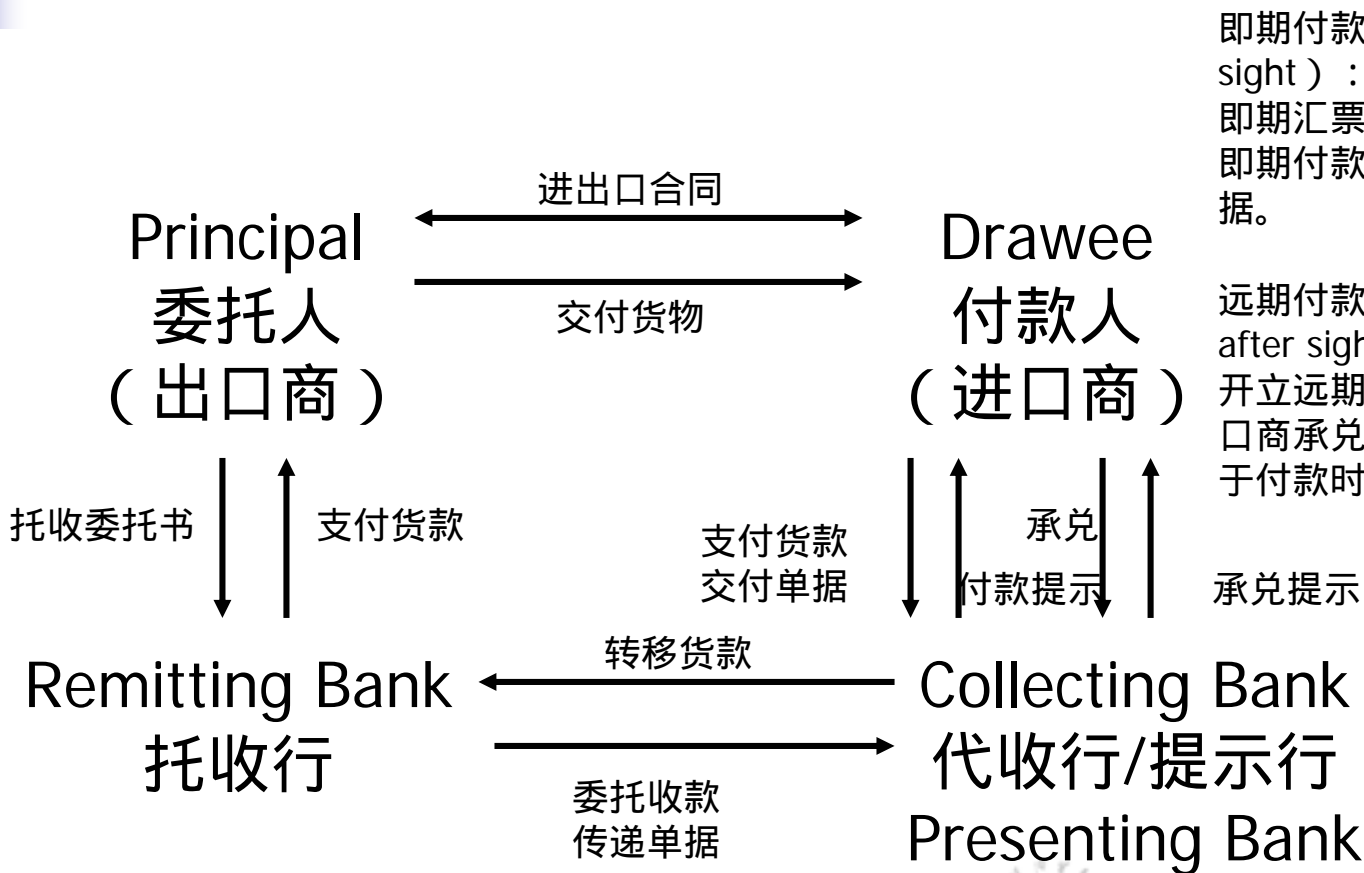 即期付款
sight）：
即期汇票
即期付款
据。
远期付款
after sigh
开立远期
口商承兑
于付款时
进出口合同
Principal
委托人
（出口商）
Drawee
付款人
（进口商）
交付货物
托收委托书
支付货款
支付货款
交付单据
承兑
付款提示
承兑提示
转移货款
Remitting Bank
托收行
Collecting Bank
代收行/提示行
Presenting Bank
委托收款
传递单据